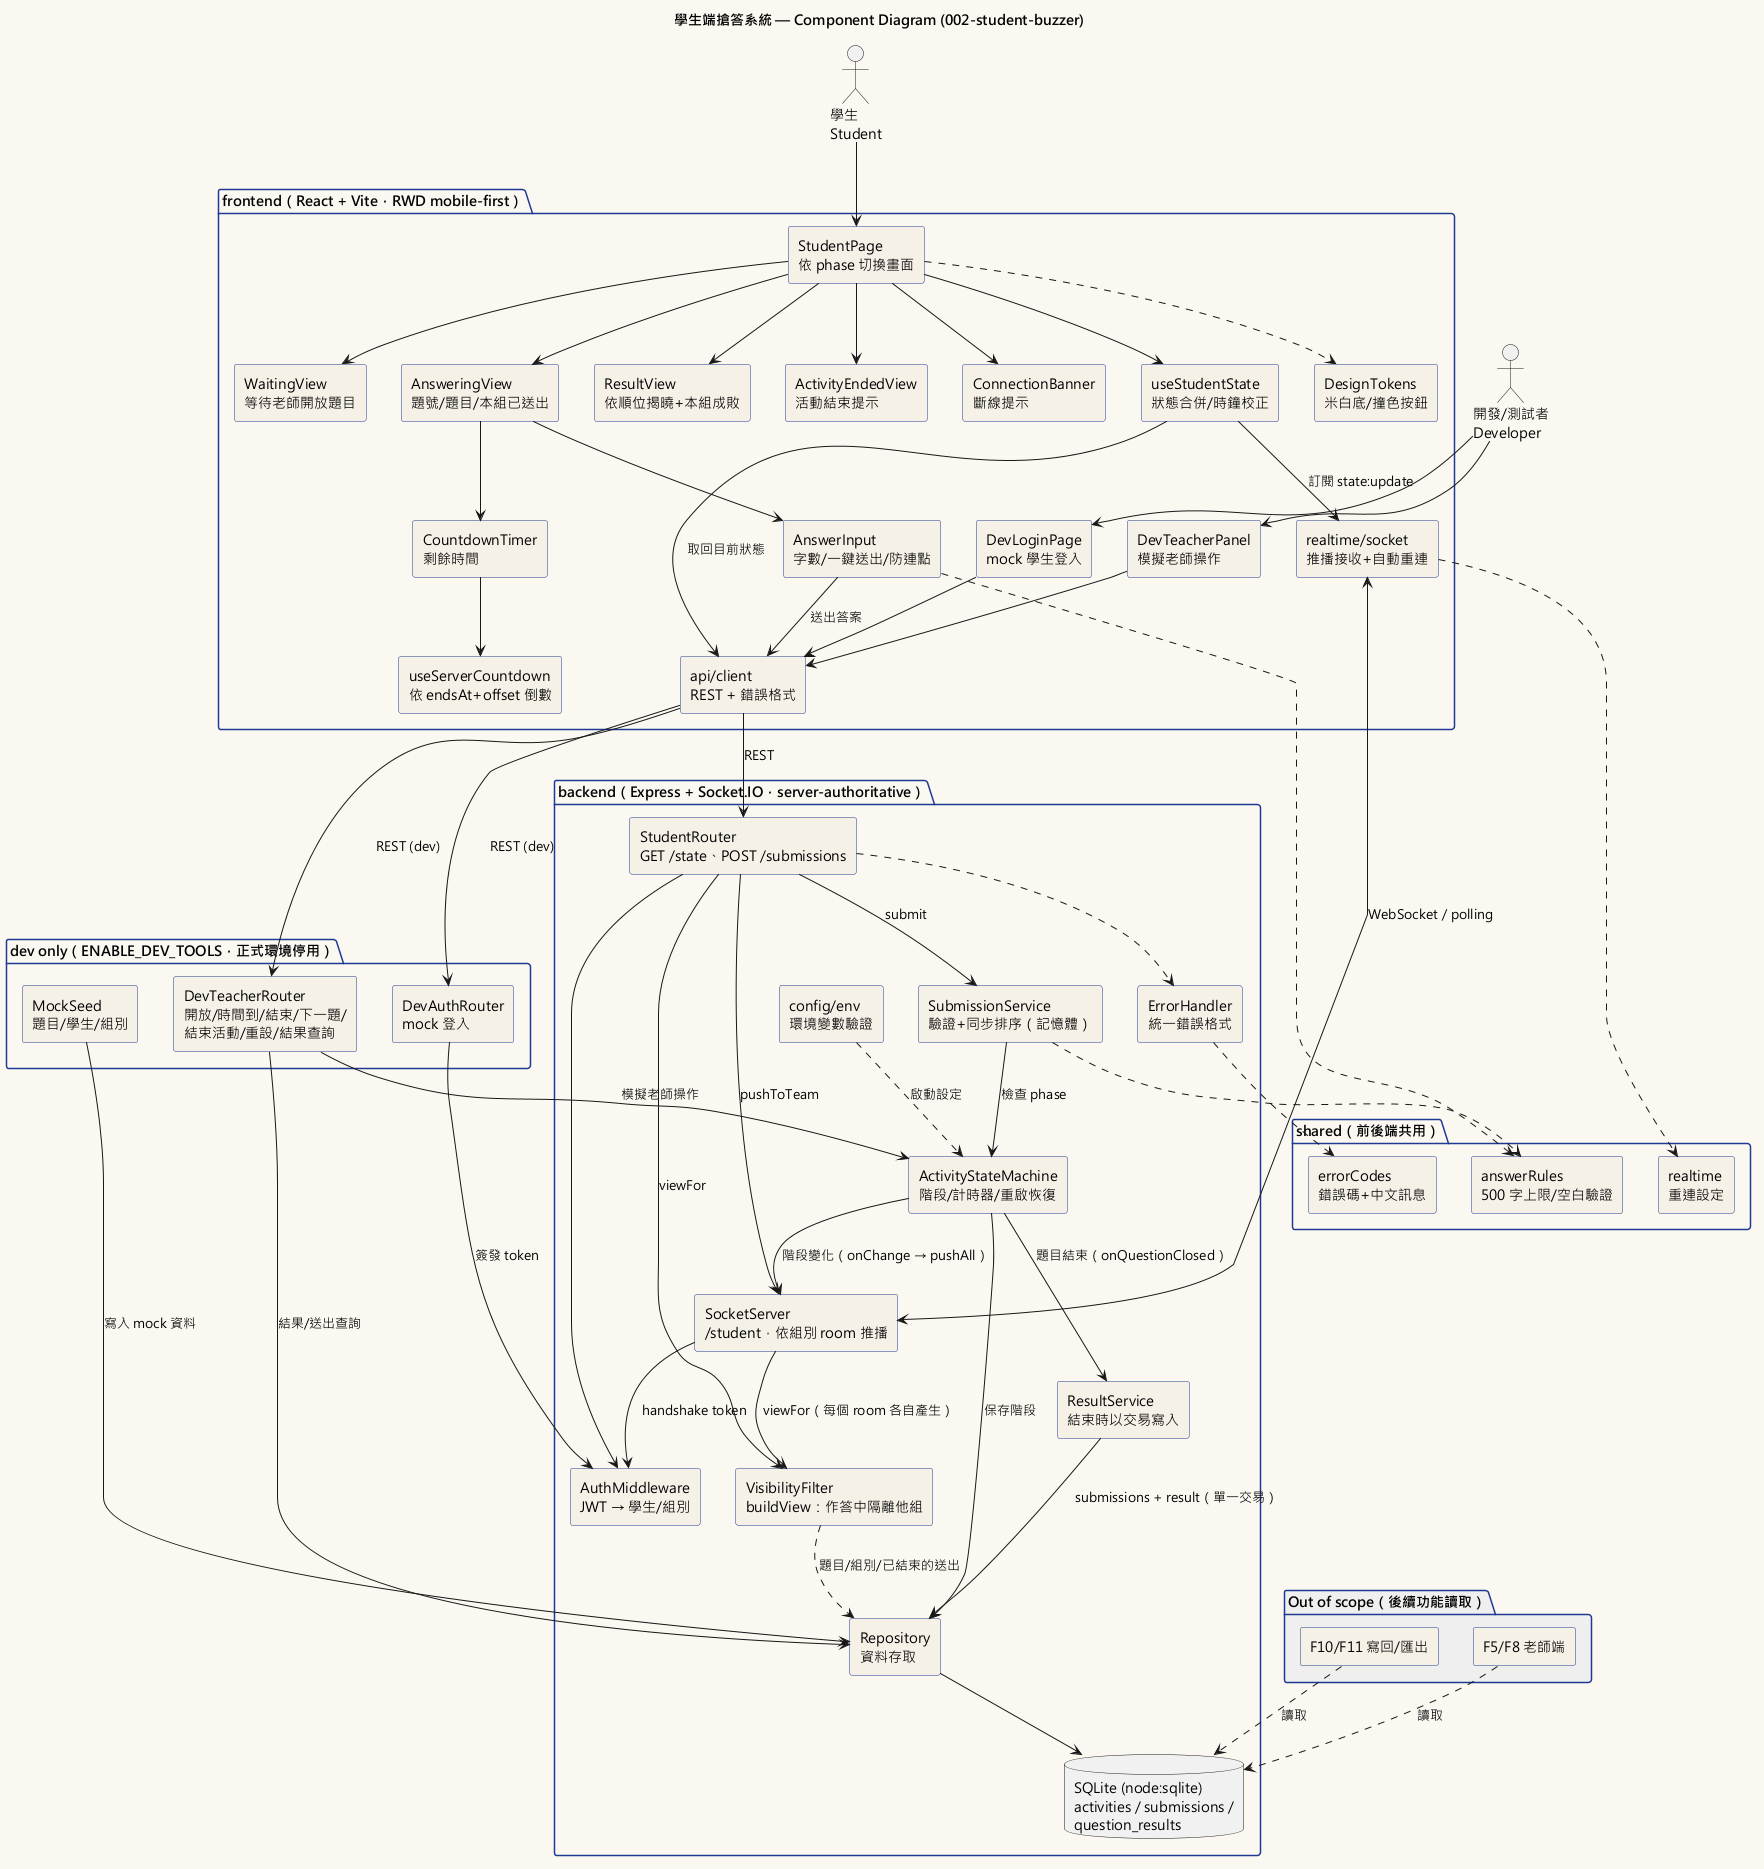 學生端搶答系統 — Component Diagram (002-student-buzzer)
學生
Student
frontend（React + Vite · RWD mobile-first）
StudentPage
依 phase 切換畫面
WaitingView
等待老師開放題目
AnsweringView
題號/題目/本組已送出
ResultView
依順位揭曉+本組成敗
ActivityEndedView
活動結束提示
ConnectionBanner
斷線提示
useStudentState
狀態合併/時鐘校正
DesignTokens
米白底/撞色按鈕
開發/測試者
Developer
訂閱 state:update
取回目前狀態
CountdownTimer
剩餘時間
AnswerInput
字數/一鍵送出/防連點
DevLoginPage
mock 學生登入
DevTeacherPanel
模擬老師操作
realtime/socket
推播接收+自動重連
送出答案
useServerCountdown
依 endsAt+offset 倒數
api/client
REST + 錯誤格式
REST
backend（Express + Socket.IO · server-authoritative）
StudentRouter
GET /state、POST /submissions
REST (dev)
REST (dev)
submit
WebSocket / polling
dev only（ENABLE_DEV_TOOLS · 正式環境停用）
MockSeed
題目/學生/組別
DevTeacherRouter
開放/時間到/結束/下一題/
結束活動/重設/結果查詢
DevAuthRouter
mock 登入
config/env
環境變數驗證
SubmissionService
驗證+同步排序（記憶體）
ErrorHandler
統一錯誤格式
模擬老師操作
pushToTeam
啟動設定
檢查 phase
shared（前後端共用）
errorCodes
錯誤碼+中文訊息
answerRules
500 字上限/空白驗證
realtime
重連設定
ActivityStateMachine
階段/計時器/重啟恢復
viewFor
簽發 token
階段變化（onChange → pushAll）
題目結束（onQuestionClosed）
寫入 mock 資料
結果/送出查詢
SocketServer
/student · 依組別 room 推播
handshake token
viewFor（每個 room 各自產生）
保存階段
ResultService
結束時以交易寫入
AuthMiddleware
JWT → 學生/組別
VisibilityFilter
buildView：作答中隔離他組
submissions + result（單一交易）
題目/組別/已結束的送出
Repository
資料存取
Out of scope（後續功能讀取）
F10/F11 寫回/匯出
F5/F8 老師端
讀取
讀取
SQLite (node:sqlite)
activities / submissions /
question_results